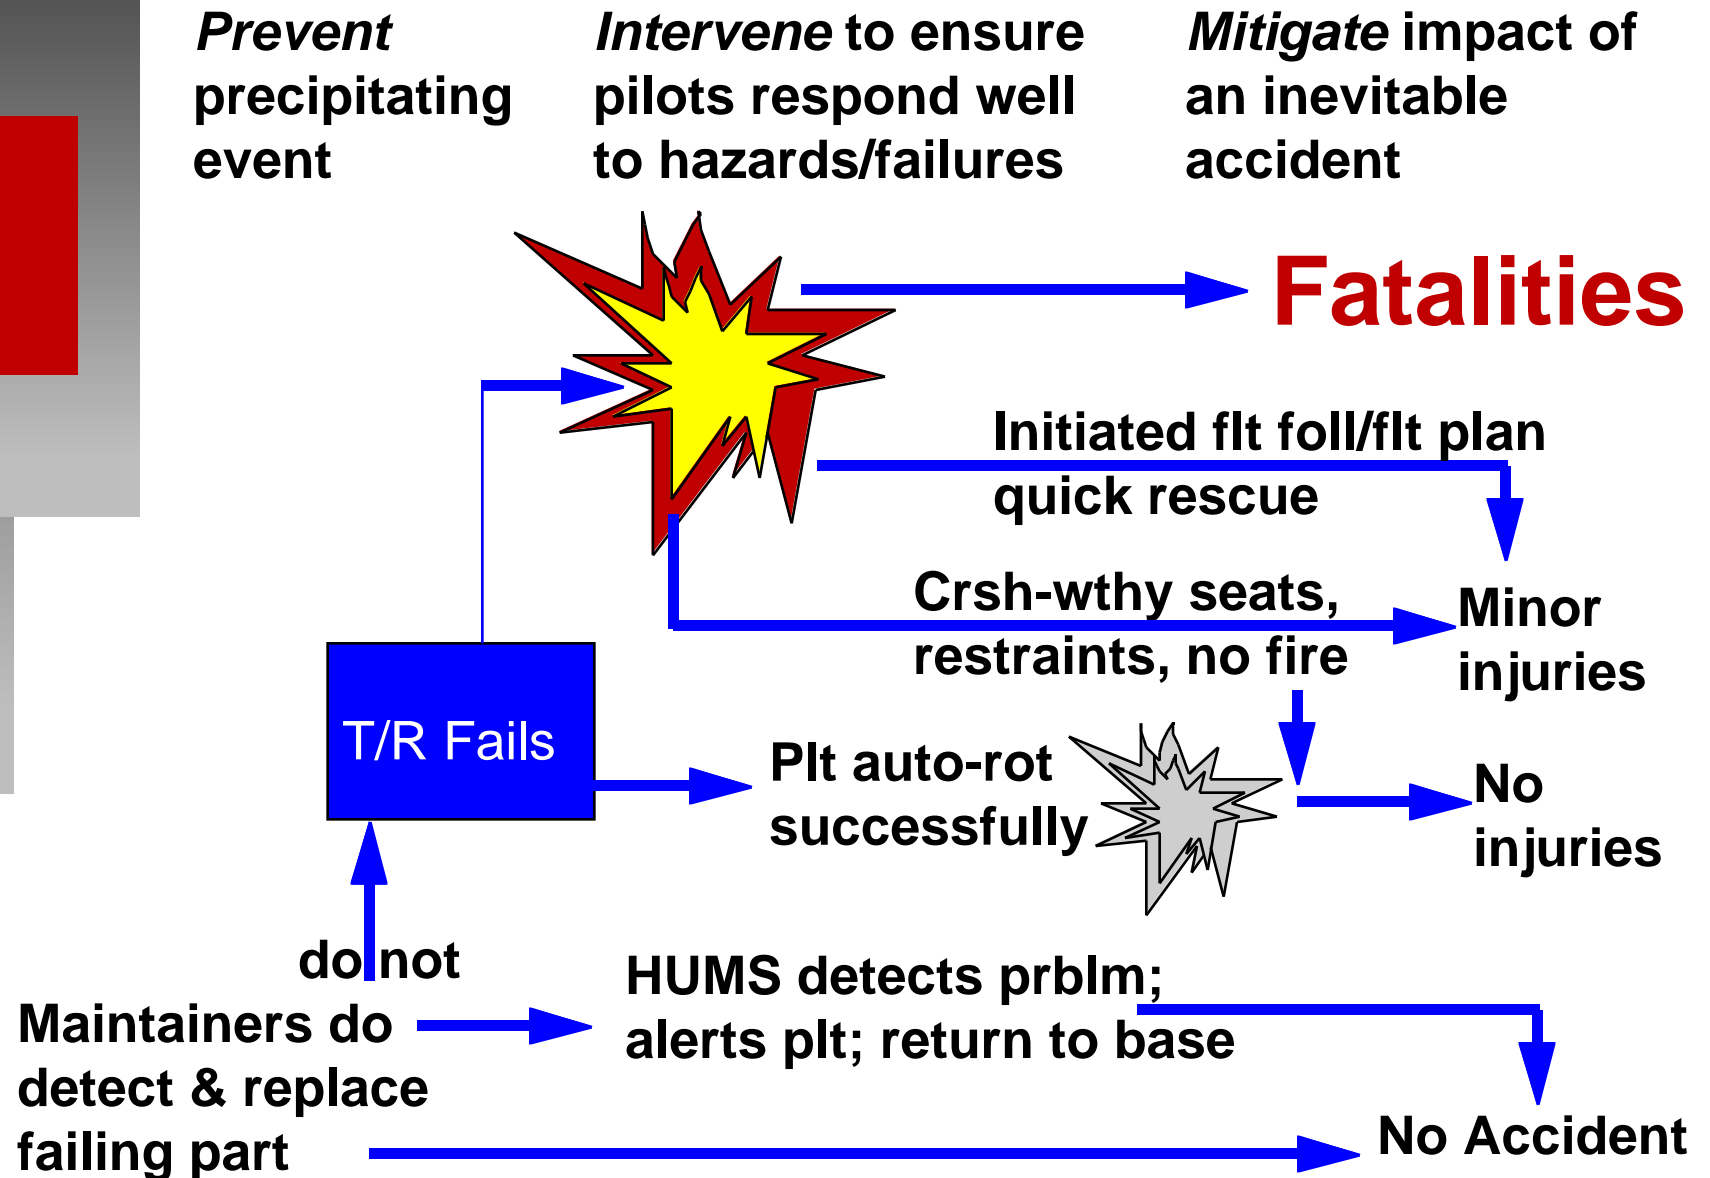 Prevent
precipitating
event
Intervene to ensure
pilots respond well
to hazards/failures
Mitigate impact of
an inevitable
accident
Fatalities
Initiated flt foll/flt plan
quick rescue
Crsh-wthy seats,
restraints, no fire
Minor
injuries
T/R Fails
Plt auto-rot
successfully
No
injuries
do not
Maintainers do
detect & replace
failing part
HUMS detects prblm;
alerts plt; return to base
No Accident